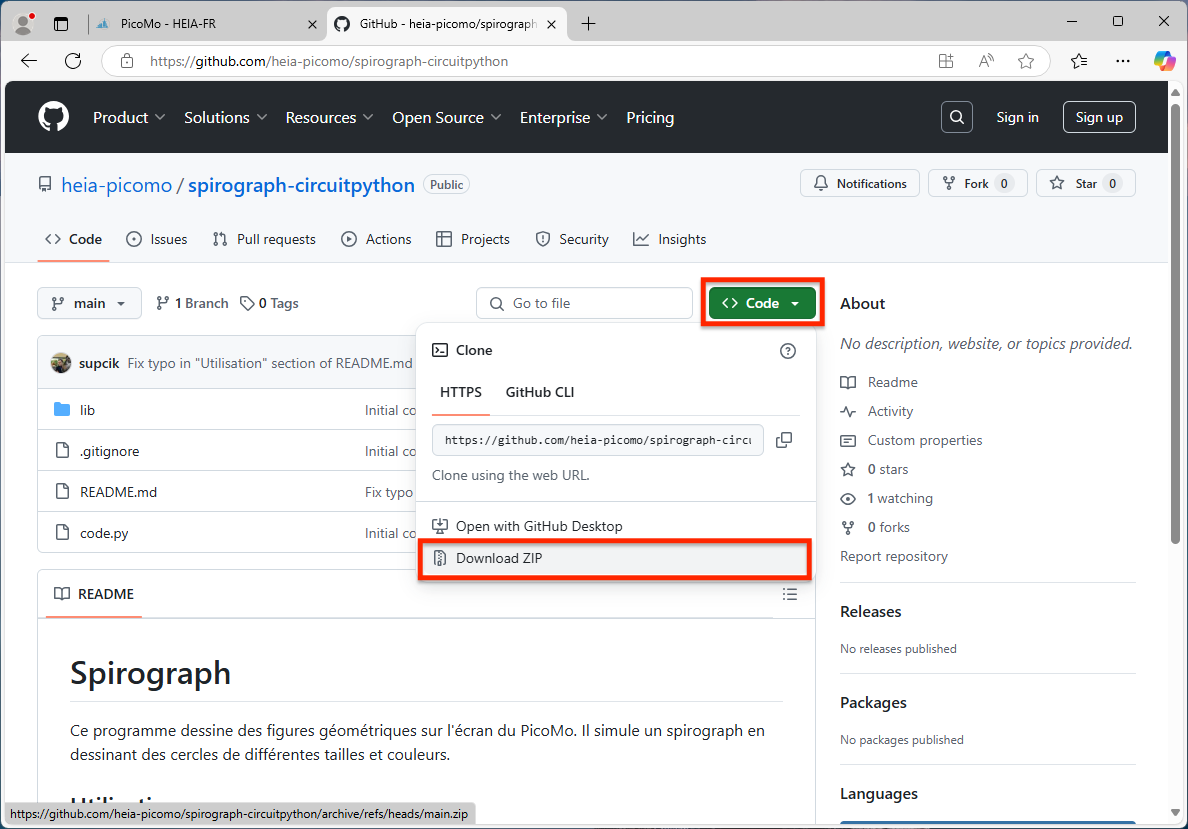 PicoMo - HEIA-FR
GitHub - heia-picomo/spirograph
https://github.com/heia-picomo/spirograph-circuitpython
Product
Solutions
Resources
Open Source
Enterprise
Pricing
Sign in
Sign up
heia-picomo / spirograph-circuitpython
Public
Notifications
Fork 0
Star 0
Code
Issues
Pull requests
Actions
Projects
Security
Insights
main
1 Branch
0 Tags
Go to file
Code
supcik Fix typo in "Utilisation" section of README.md
lib
Initial co
.gitignore
Initial co
README.md
Fix typo
code.py
Initial co
Clone
HTTPS
GitHub CLI
https://github.com/heia-picomo/spirograph-circu
Clone using the web URL.
Open with GitHub Desktop
Download ZIP
README
Spirograph
Ce programme dessine des figures géométriques sur l'écran du PicoMo. Il simule un spirograph en
dessinant des cercles de différentes tailles et couleurs.
Utilisation
About
No description, website, or topics provided.
Readme
Activity
Custom properties
0 stars
1 watching
0 forks
Report repository
Releases
No releases published
Packages
No packages published
Languages
https://github.com/heia-picomo/spirograph-circuitpython/archive/refs/heads/main.zip